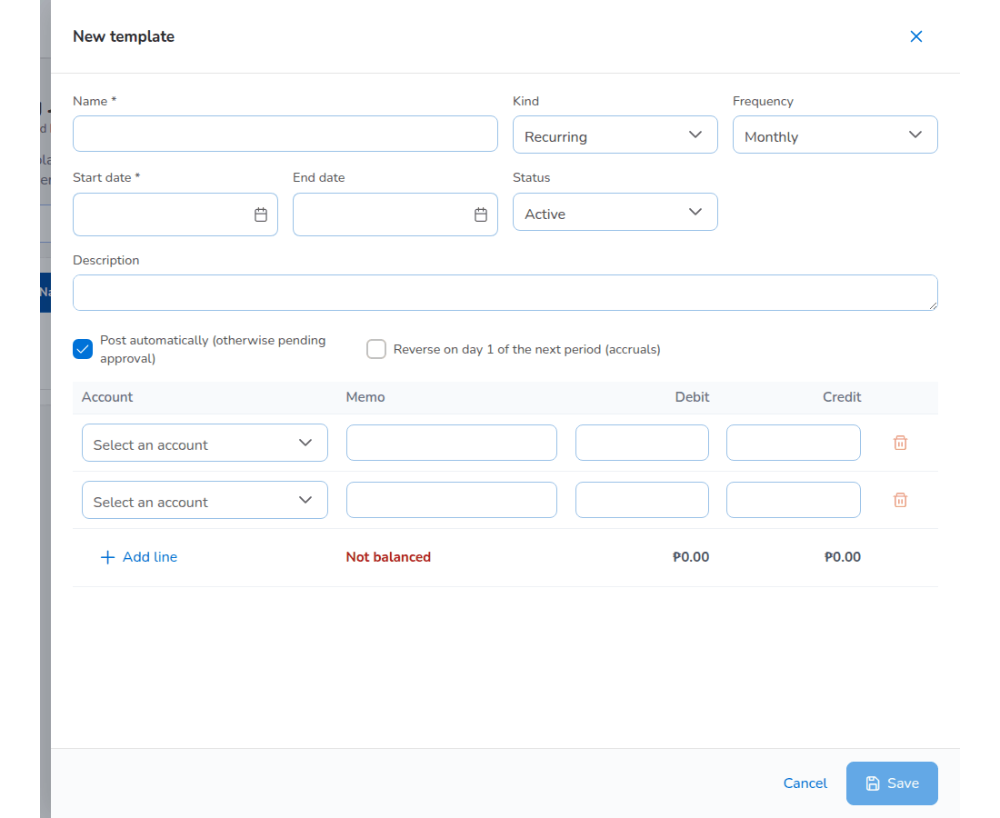 New template
Name *
Kind
Frequency
Recurring
Monthly
Start date *
End date
Status
Active
Description
Post automatically (otherwise pending
approval)
Reverse on day 1 of the next period (accruals)
Account
Memo
Debit
Credit
Select an account
Select an account
Add line
Not balanced
₱0.00
₱0.00
Cancel
Save